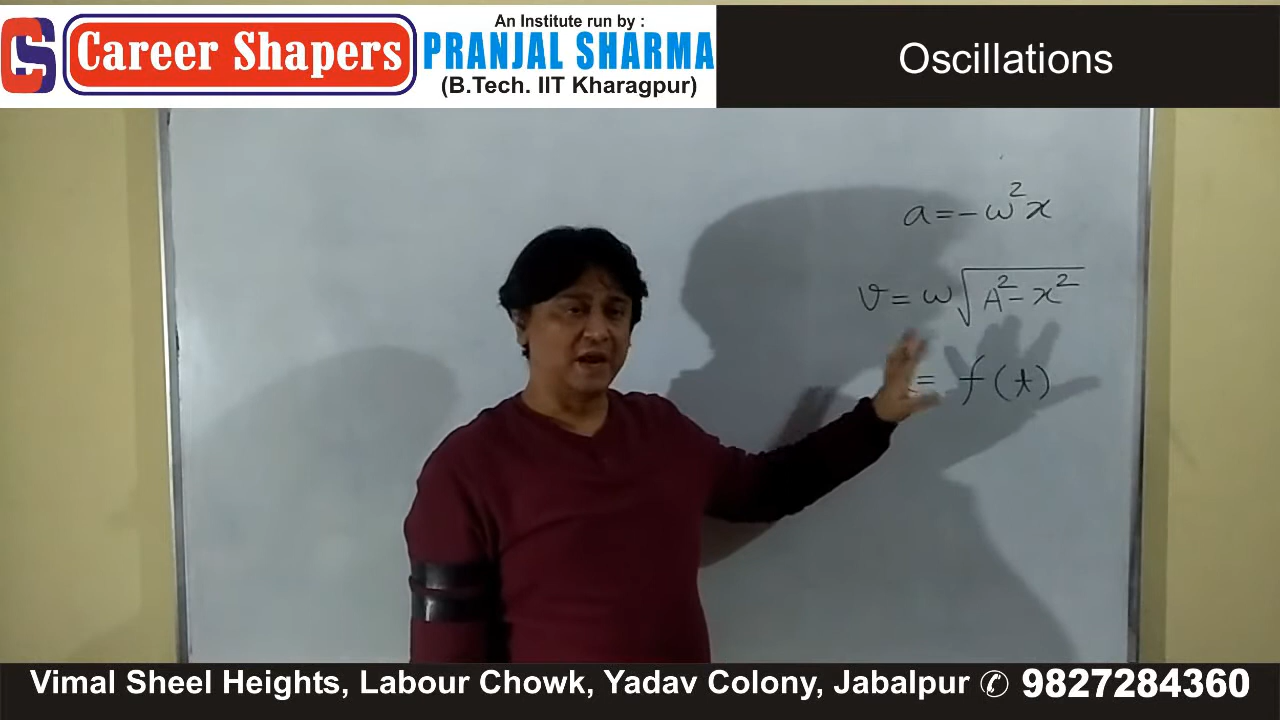 Career Shapers
An Institute run by :
PRANJAL SHARMA
(B.Tech. IIT Kharagpur)
Oscillations
a = -ω²x
v = ω√(A² - x²)
= f(t)
Vimal Sheel Heights, Labour Chowk, Yadav Colony, Jabalpur ✆ 9827284360